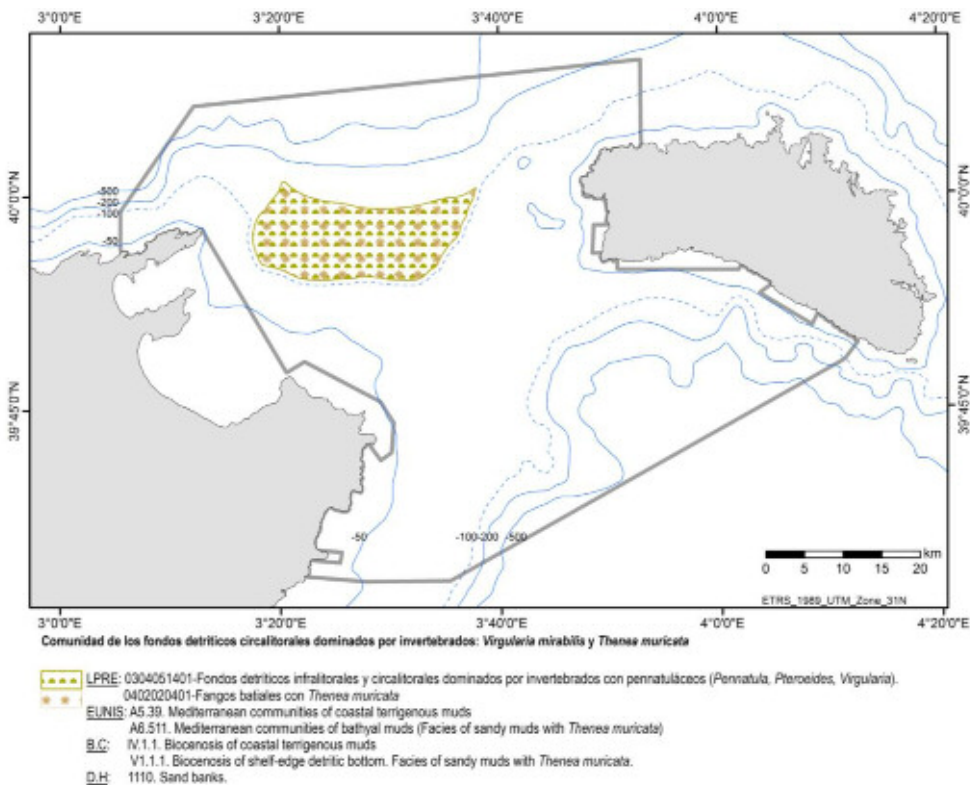 3°0'0"E 3°20'0"E 3°40'0"E 4°0'0"E 4°20'0"E
40°0'0"N
40°0'0"N
-500
-200
-100
-50
39°45'0"N
39°45'0"N
-50
-100
-200
-500
km
0 5 10 15 20
ETRS_1989_UTM_Zone_31N
3°0'0"E 3°20'0"E 3°40'0"E 4°0'0"E 4°20'0"E
Comunidad de los fondos detríticos circalitorales dominados por invertebrados: Virgularia mirabilis y Thenea muricata
LPRE: 0304051401-Fondos detríticos infralitorales y circalitorales dominados por invertebrados con pennatuláceos (Pennatula, Pteroeides, Virgularia).
0402020401-Fangos batiales con Thenea muricata
EUNIS: A5.39. Mediterranean communities of coastal terrigenous muds
A6.511. Mediterranean communities of bathyal muds (Facies of sandy muds with Thenea muricata)
B.C: IV.1.1. Biocenosis of coastal terrigenous muds
V1.1.1. Biocenosis of shelf-edge detritic bottom. Facies of sandy muds with Thenea muricata.
D.H: 1110. Sand banks.